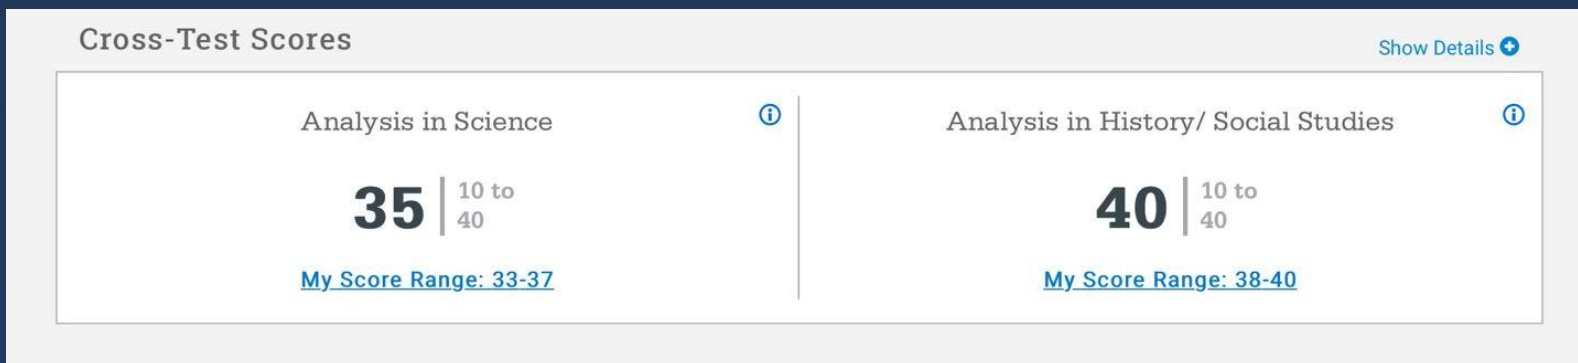 Cross-Test Scores
Show Details
Analysis in Science
35
10 to
40
My Score Range: 33-37
Analysis in History/ Social Studies
40
10 to
40
My Score Range: 38-40